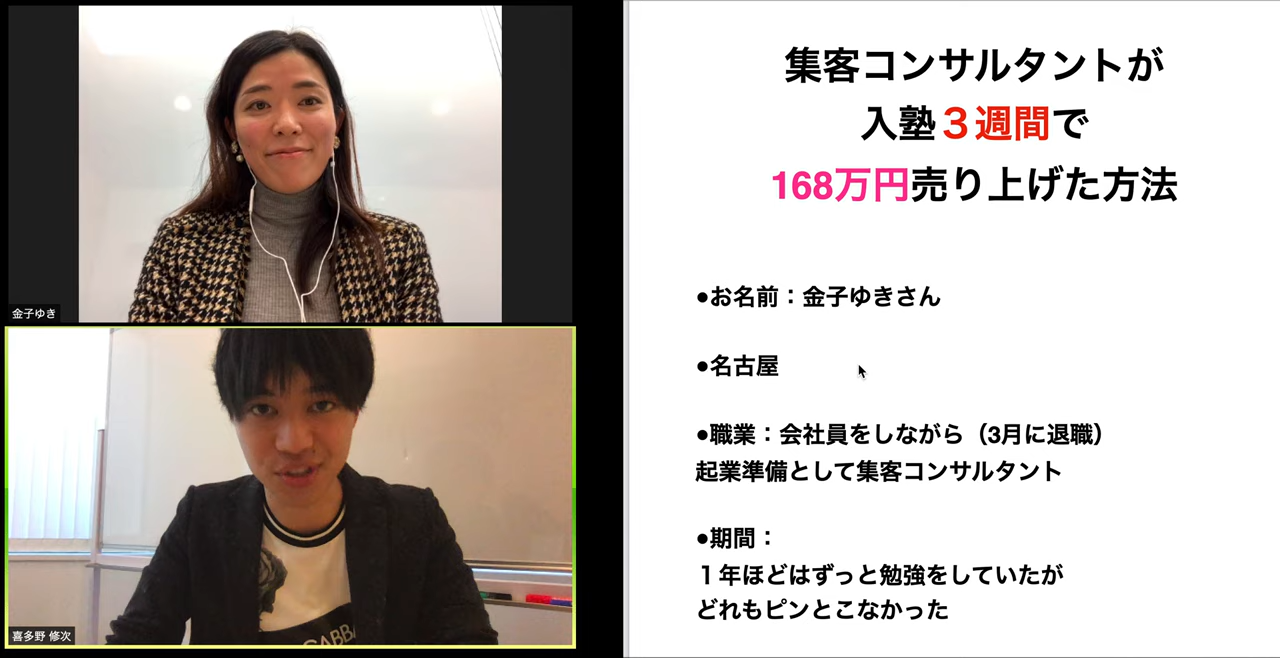 集客コンサルタントが
入塾３週間で
168万円売り上げた方法
●お名前：金子ゆきさん
●名古屋
●職業：会社員をしながら（3月に退職）
起業準備として集客コンサルタント
●期間：
１年ほどはずっと勉強をしていたが
どれもピンとこなかった
金子ゆき
喜多野 修次